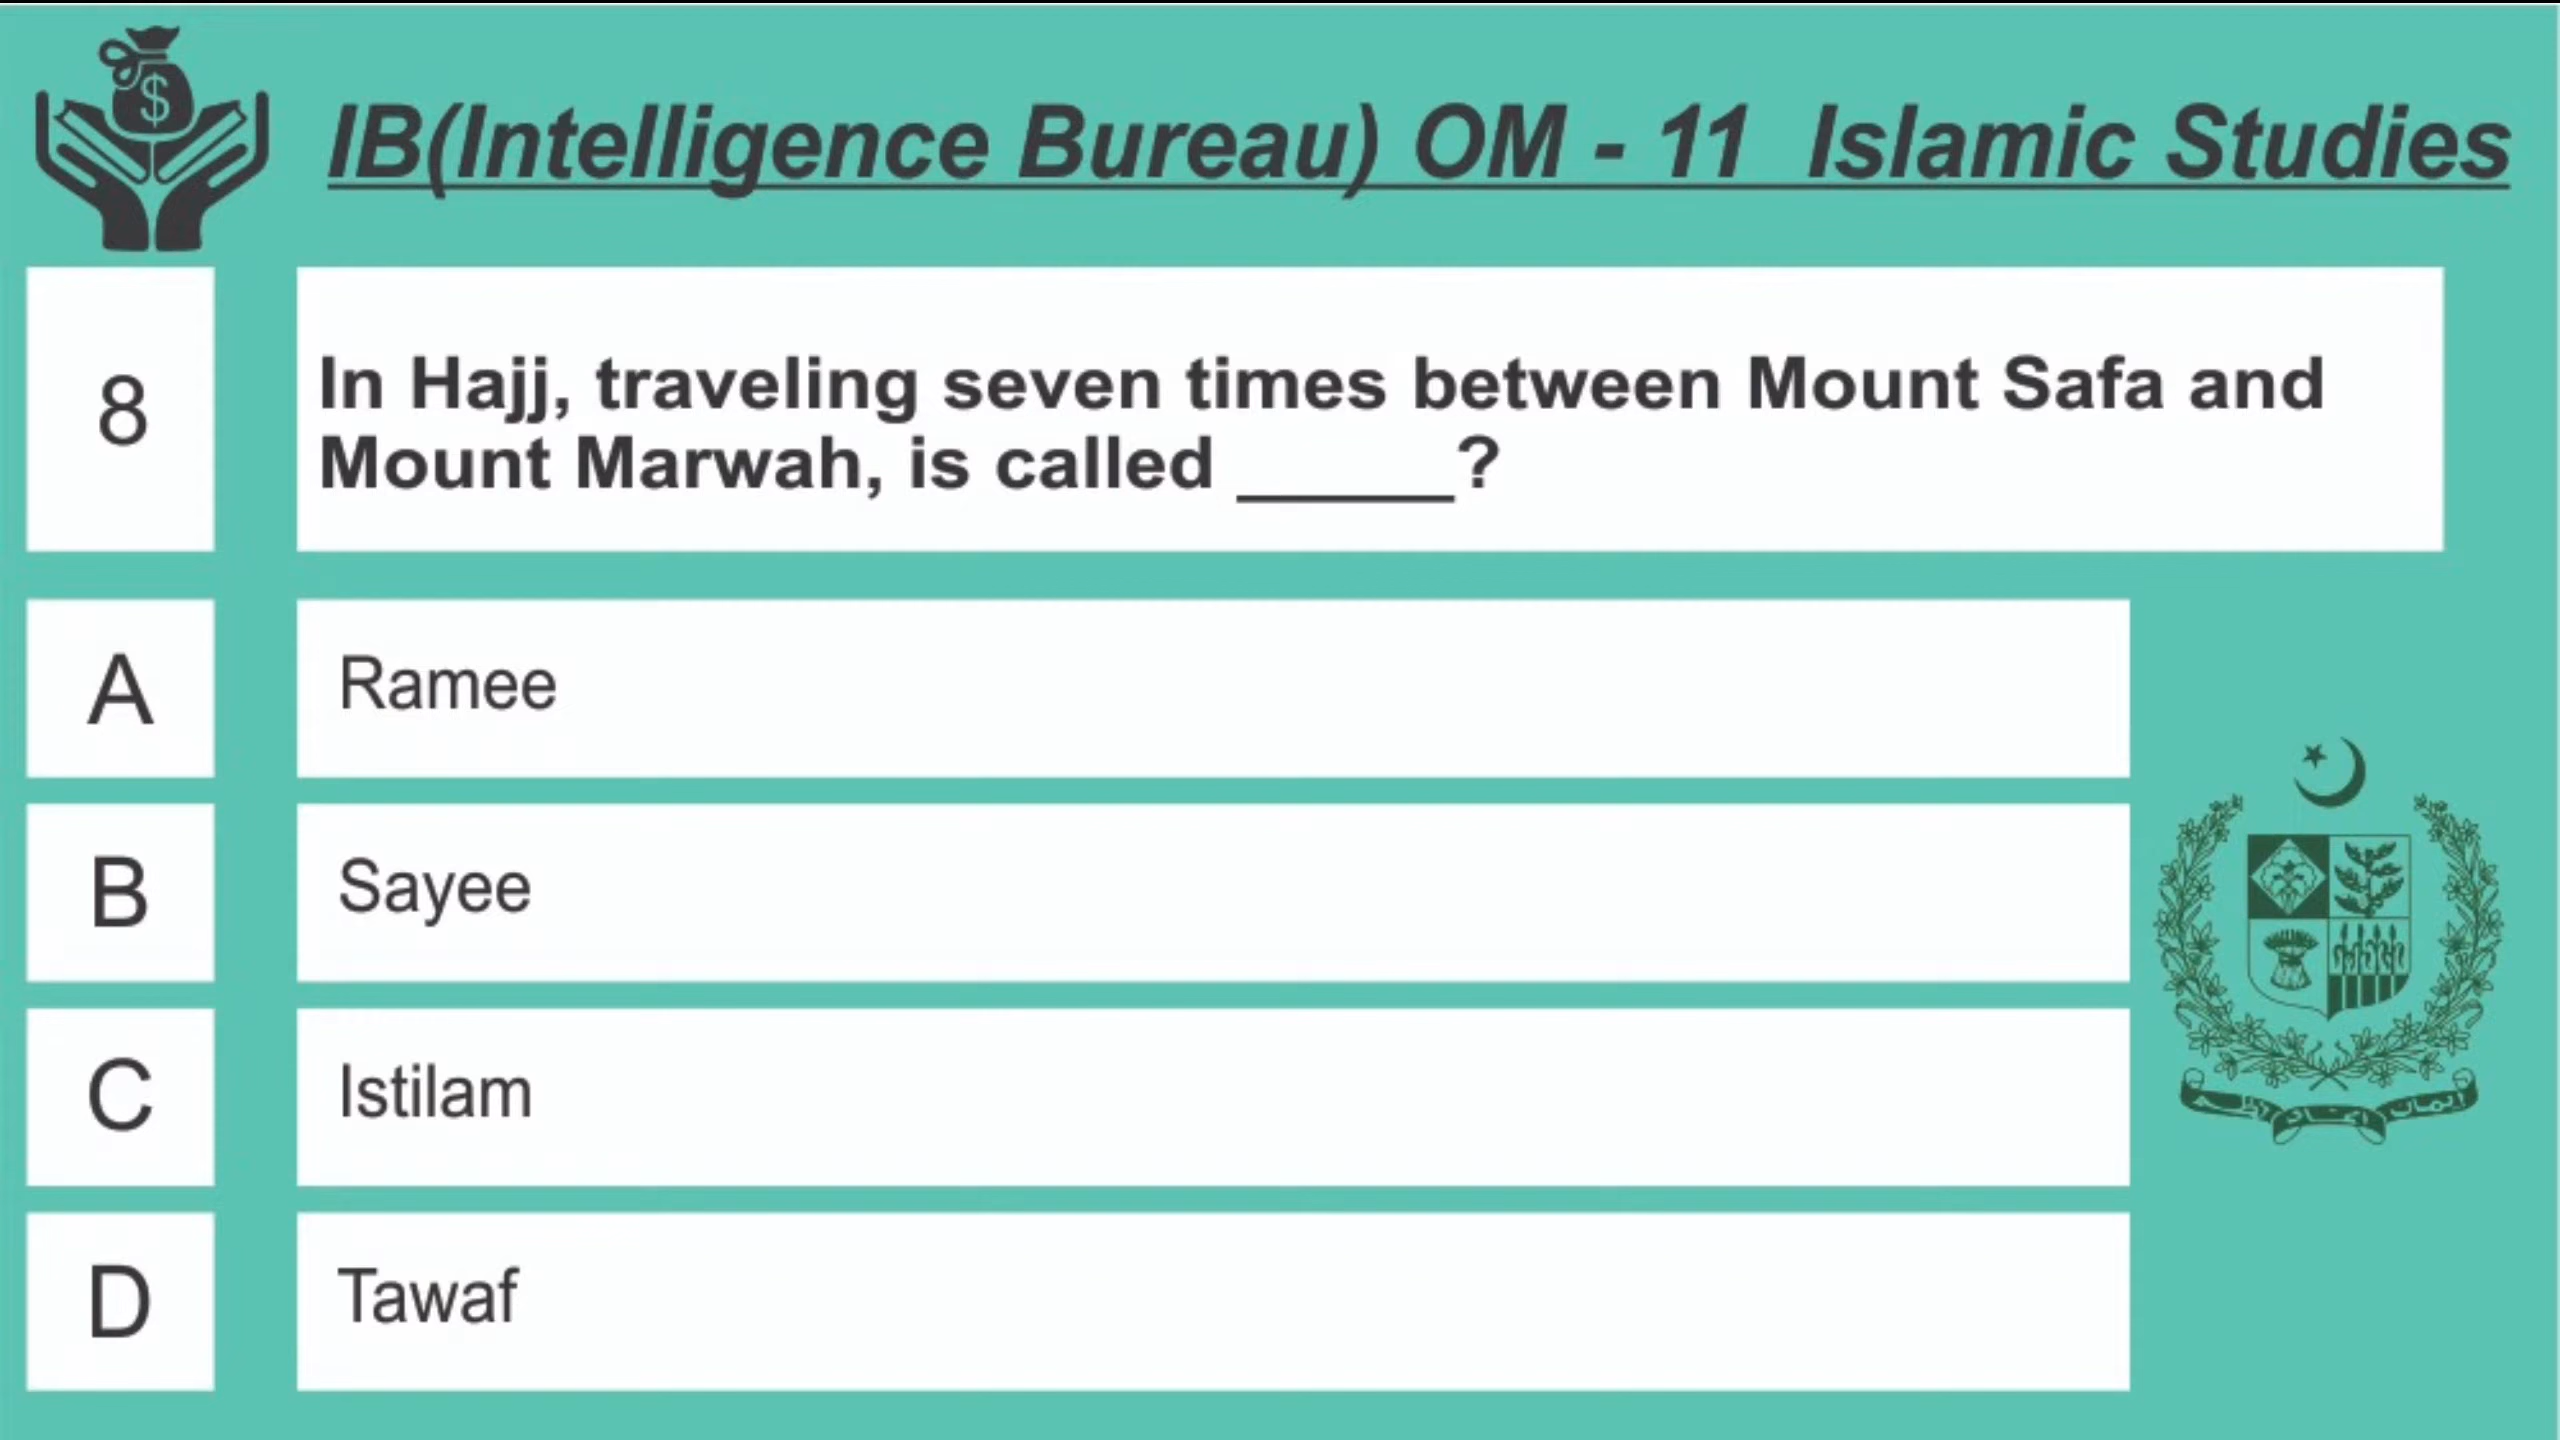 $
IB(Intelligence Bureau) OM - 11 Islamic Studies
8
In Hajj, traveling seven times between Mount Safa and
Mount Marwah, is called ______?
A
Ramee
B
Sayee
C
Istilam
D
Tawaf